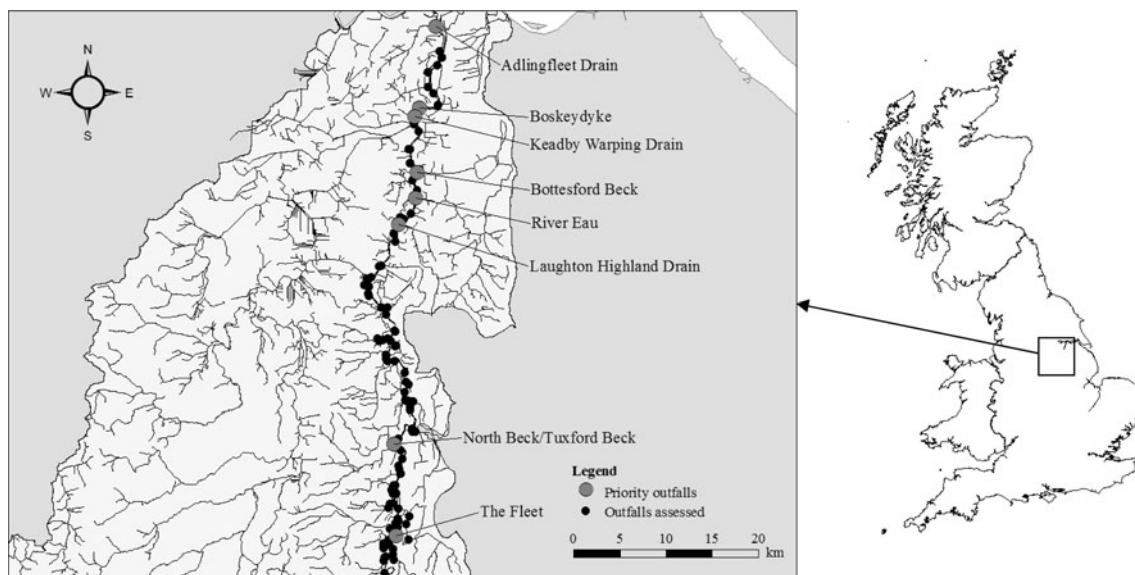 N
W E
S
Adlingfleet Drain
Boskeydyke
Keadby Warping Drain
Bottesford Beck
River Eau
Laughton Highland Drain
North Beck/Tuxford Beck
The Fleet
Legend
Priority outfalls
Outfalls assessed
0 5 10 15 20
km